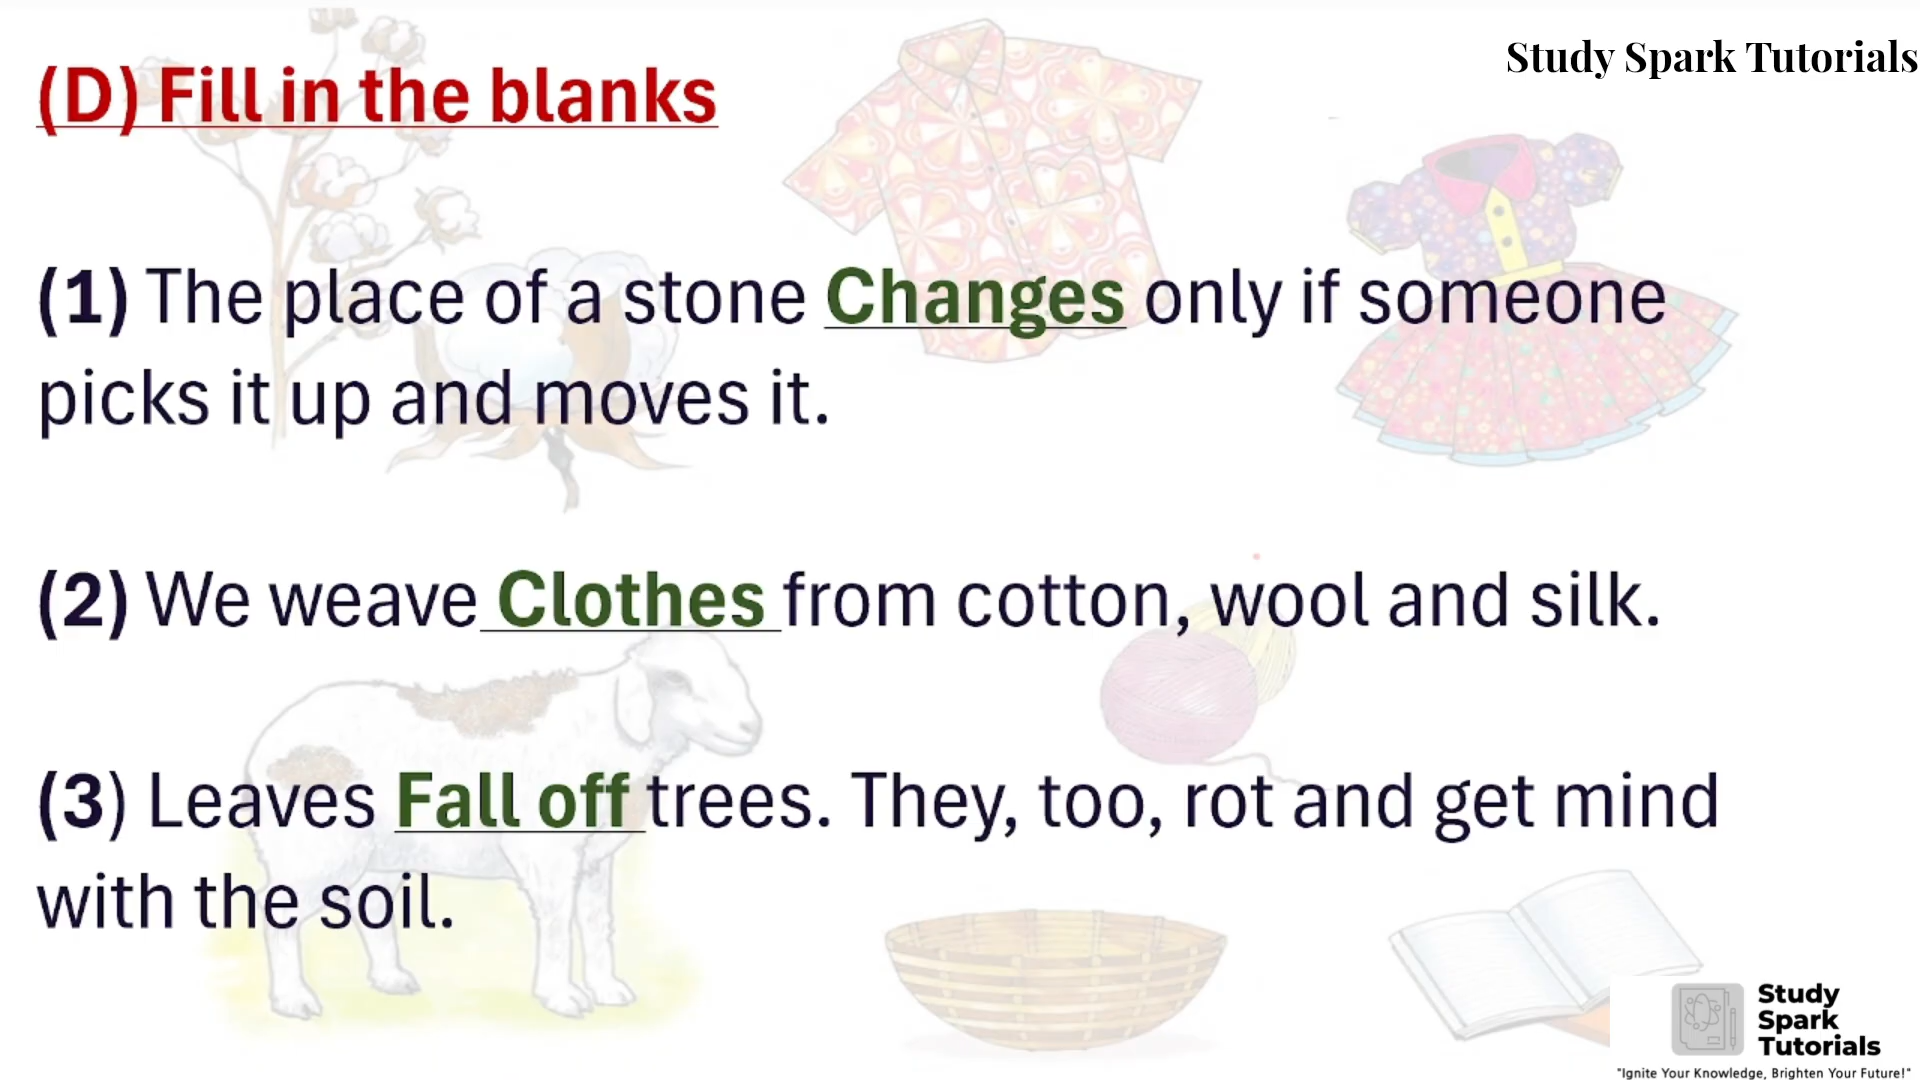 Study Spark Tutorials
(D) Fill in the blanks
(1) The place of a stone Changes only if someone
picks it up and moves it.
(2) We weave Clothes from cotton, wool and silk.
(3) Leaves Fall off trees. They, too, rot and get mind
with the soil.
Study
Spark
Tutorials
"Ignite Your Knowledge, Brighten Your Future!"